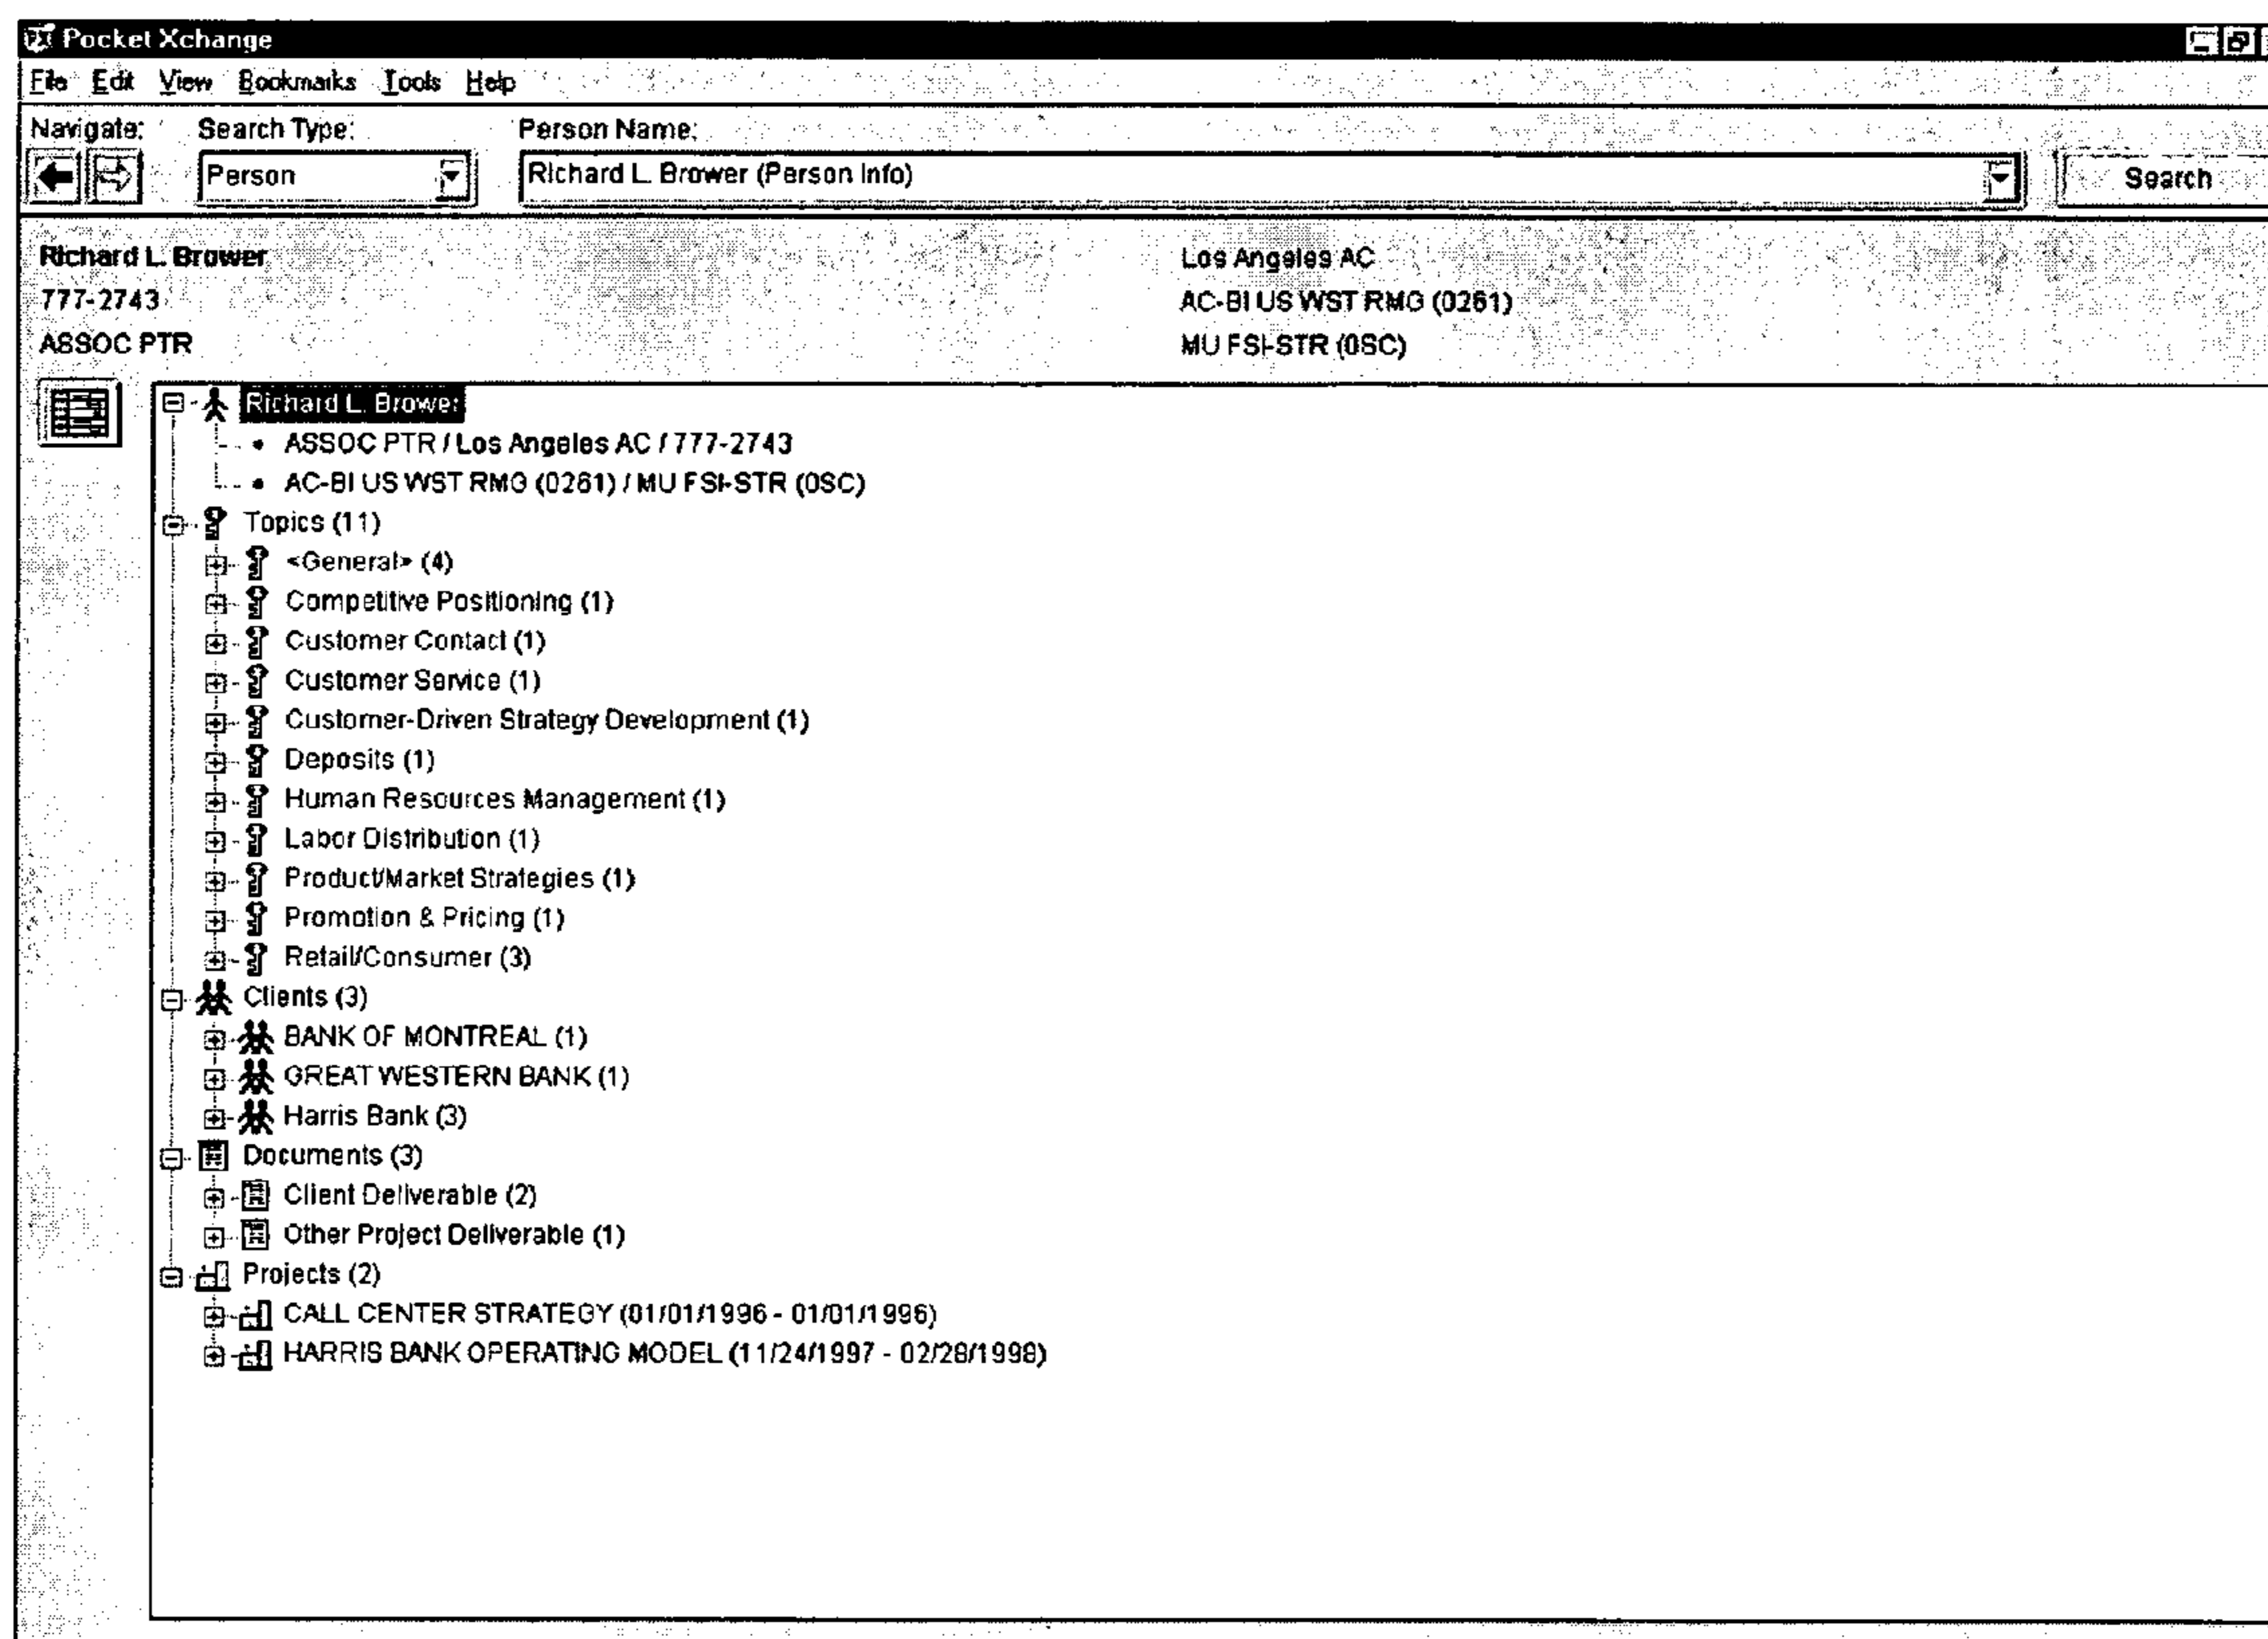 Pocket Xchange
File Edit View Bookmarks Tools Help
Navigate: Search Type: Person Name:
Person Richard L. Brower (Person Info) Search
Richard L. Brower Los Angeles AC
777-2743 AC-BI US WST RMG (0261)
ASSOC PTR MU FSI-STR (0SC)
Richard L. Brower
ASSOC PTR / Los Angeles AC / 777-2743
AC-BI US WST RMG (0261) / MU FSI-STR (0SC)
Topics (11)
<General> (4)
Competitive Positioning (1)
Customer Contact (1)
Customer Service (1)
Customer-Driven Strategy Development (1)
Deposits (1)
Human Resources Management (1)
Labor Distribution (1)
Product/Market Strategies (1)
Promotion & Pricing (1)
Retail/Consumer (3)
Clients (3)
BANK OF MONTREAL (1)
GREAT WESTERN BANK (1)
Harris Bank (3)
Documents (3)
Client Deliverable (2)
Other Project Deliverable (1)
Projects (2)
CALL CENTER STRATEGY (01/01/1996 - 01/01/1996)
HARRIS BANK OPERATING MODEL (11/24/1997 - 02/28/1998)